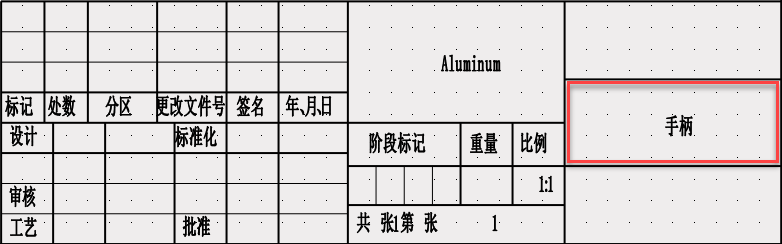 Aluminum
标记 处数 分区 更改文件号 签名 年、月、日
手柄
设计 标准化
阶段标记 重量 比例
1:1
审核
工艺 批准
共 张1第 张 1